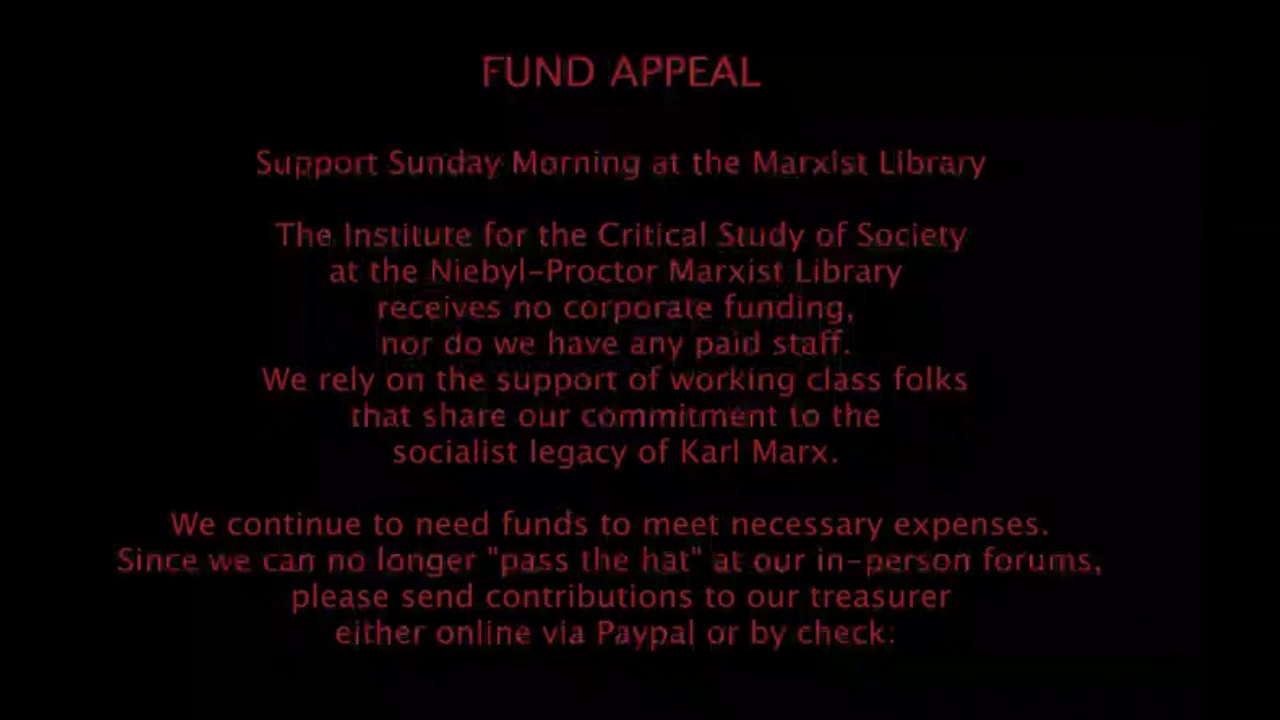 FUND APPEAL
Support Sunday Morning at the Marxist Library
The Institute for the Critical Study of Society
at the Niebyl-Proctor Marxist Library
receives no corporate funding,
nor do we have any paid staff.
We rely on the support of working class folks
that share our commitment to the
socialist legacy of Karl Marx.
We continue to need funds to meet necessary expenses.
Since we can no longer "pass the hat" at our in-person forums,
please send contributions to our treasurer
either online via Paypal or by check: